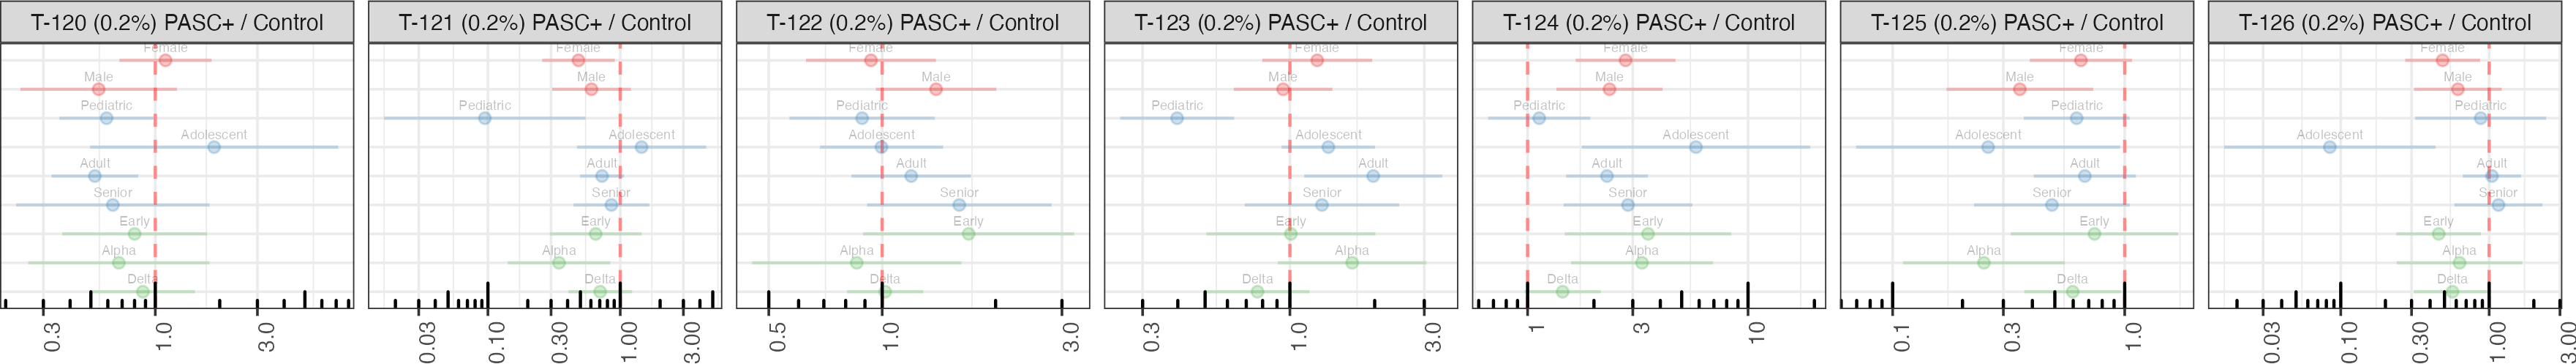 T-120 (0.2%) PASC+ / Control
Female
Male
Pediatric
Adolescent
Adult
Senior
Early
Alpha
Delta
0.3
1.0
3.0
T-121 (0.2%) PASC+ / Control
Female
Male
Pediatric
Adolescent
Adult
Senior
Early
Alpha
Delta
0.03
0.10
0.30
1.00
3.00
T-122 (0.2%) PASC+ / Control
Female
Male
Pediatric
Adolescent
Adult
Senior
Early
Alpha
Delta
0.5
1.0
3.0
T-123 (0.2%) PASC+ / Control
Female
Male
Pediatric
Adolescent
Adult
Senior
Early
Alpha
Delta
0.3
1.0
3.0
T-124 (0.2%) PASC+ / Control
Female
Male
Pediatric
Adolescent
Adult
Senior
Early
Alpha
Delta
1
3
10
T-125 (0.2%) PASC+ / Control
Female
Male
Pediatric
Adolescent
Adult
Senior
Early
Alpha
Delta
0.1
0.3
1.0
T-126 (0.2%) PASC+ / Control
Female
Male
Pediatric
Adolescent
Adult
Senior
Early
Alpha
Delta
0.03
0.10
0.30
1.00
3.00